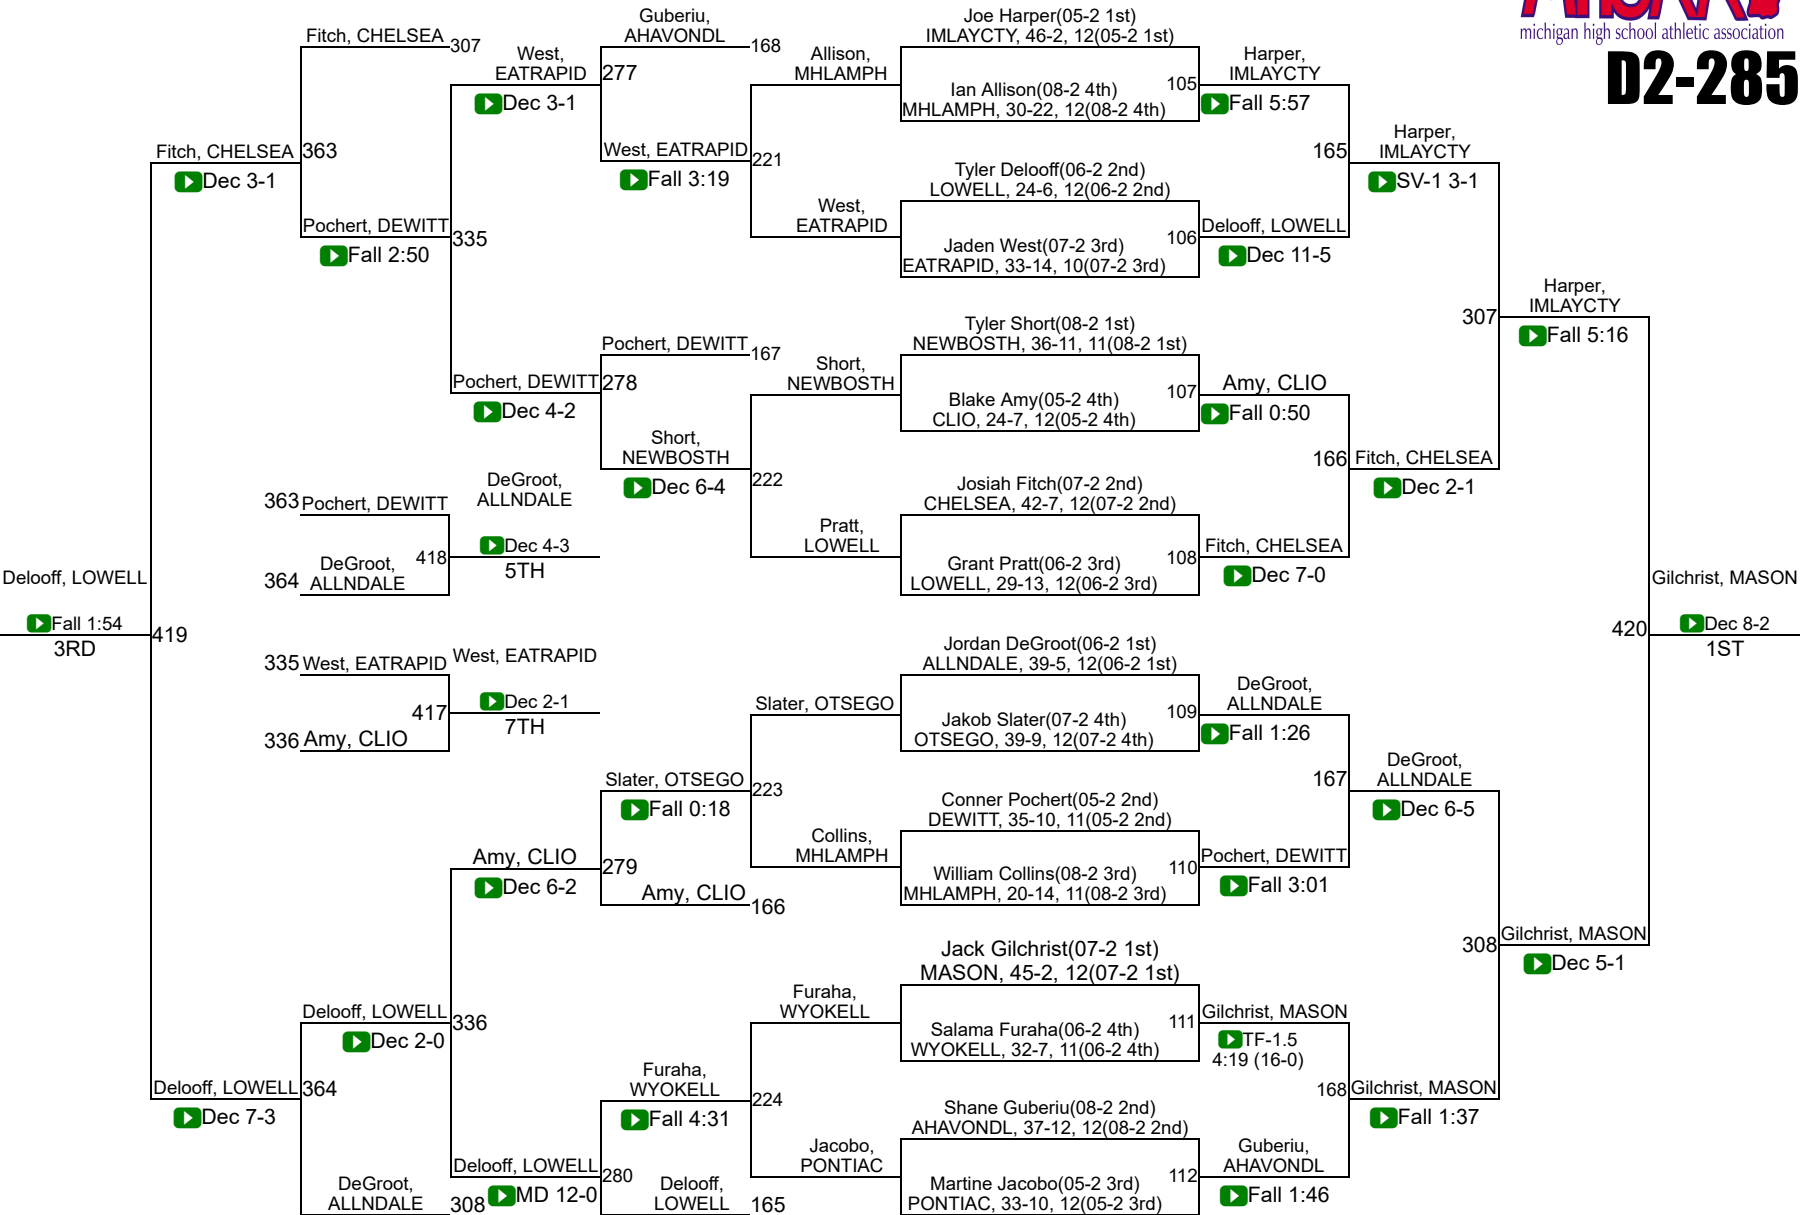 MHSAA
michigan high school athletic association
D2-285
Fitch, CHELSEA
307
West,
EATRAPID
Dec 3-1
Guberiu,
AHAVONDL
168
277
Allison,
MHLAMPH
Joe Harper(05-2 1st)
IMLAYCTY, 46-2, 12(05-2 1st)
Ian Allison(08-2 4th)
MHLAMPH, 30-22, 12(08-2 4th)
105
Harper,
IMLAYCTY
Fall 5:57
Fitch, CHELSEA
Dec 3-1
363
West, EATRAPID
Fall 3:19
221
165
Harper,
IMLAYCTY
SV-1 3-1
Tyler Delooff(06-2 2nd)
LOWELL, 24-6, 12(06-2 2nd)
Pochert, DEWITT
Fall 2:50
335
West,
EATRAPID
Jaden West(07-2 3rd)
EATRAPID, 33-14, 10(07-2 3rd)
106
Delooff, LOWELL
Dec 11-5
Harper,
IMLAYCTY
307
Fall 5:16
Pochert, DEWITT
167
Tyler Short(08-2 1st)
NEWBOSTH, 36-11, 11(08-2 1st)
Pochert, DEWITT
Dec 4-2
278
Short,
NEWBOSTH
Blake Amy(05-2 4th)
CLIO, 24-7, 12(05-2 4th)
107
Amy, CLIO
Fall 0:50
Short,
NEWBOSTH
Dec 6-4
222
166
Fitch, CHELSEA
Dec 2-1
363
Pochert, DEWITT
DeGroot,
ALLNDALE
Josiah Fitch(07-2 2nd)
CHELSEA, 42-7, 12(07-2 2nd)
364
DeGroot,
ALLNDALE
418
Dec 4-3
5TH
Pratt,
LOWELL
Grant Pratt(06-2 3rd)
LOWELL, 29-13, 12(06-2 3rd)
108
Fitch, CHELSEA
Dec 7-0
Delooff, LOWELL
Fall 1:54
3RD
419
Gilchrist, MASON
420
Dec 8-2
1ST
335
West, EATRAPID
West, EATRAPID
336
Amy, CLIO
417
Dec 2-1
7TH
Jordan DeGroot(06-2 1st)
ALLNDALE, 39-5, 12(06-2 1st)
Slater, OTSEGO
Jakob Slater(07-2 4th)
OTSEGO, 39-9, 12(07-2 4th)
109
DeGroot,
ALLNDALE
Fall 1:26
Slater, OTSEGO
Fall 0:18
223
167
DeGroot,
ALLNDALE
Dec 6-5
Conner Pochert(05-2 2nd)
DEWITT, 35-10, 11(05-2 2nd)
Amy, CLIO
Dec 6-2
279
Amy, CLIO
166
Collins,
MHLAMPH
William Collins(08-2 3rd)
MHLAMPH, 20-14, 11(08-2 3rd)
110
Pochert, DEWITT
Fall 3:01
308
Gilchrist, MASON
Dec 5-1
Jack Gilchrist(07-2 1st)
MASON, 45-2, 12(07-2 1st)
Delooff, LOWELL
Dec 2-0
336
Furaha,
WYOKELL
Salama Furaha(06-2 4th)
WYOKELL, 32-7, 11(06-2 4th)
111
Gilchrist, MASON
TF-1.5
4:19 (16-0)
Delooff, LOWELL
Dec 7-3
364
Furaha,
WYOKELL
Fall 4:31
224
168
Gilchrist, MASON
Fall 1:37
Shane Guberiu(08-2 2nd)
AHAVONDL, 37-12, 12(08-2 2nd)
DeGroot,
ALLNDALE
308
Delooff, LOWELL
MD 12-0
280
Delooff,
LOWELL
165
Jacobo,
PONTIAC
Martine Jacobo(05-2 3rd)
PONTIAC, 33-10, 12(05-2 3rd)
112
Guberiu,
AHAVONDL
Fall 1:46